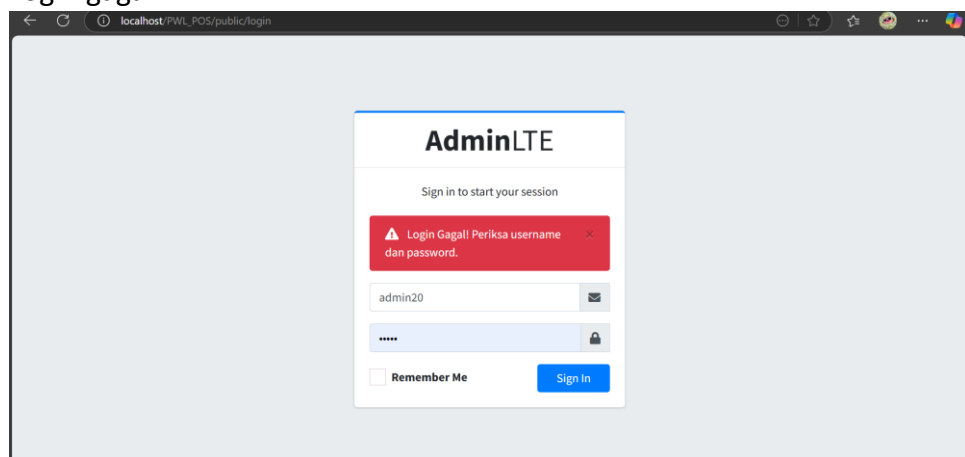 localhost/PWL_POS/public/login
AdminLTE
Sign in to start your session
Login Gagal! Periksa username
dan password.
admin20
•••••
Remember Me
Sign In